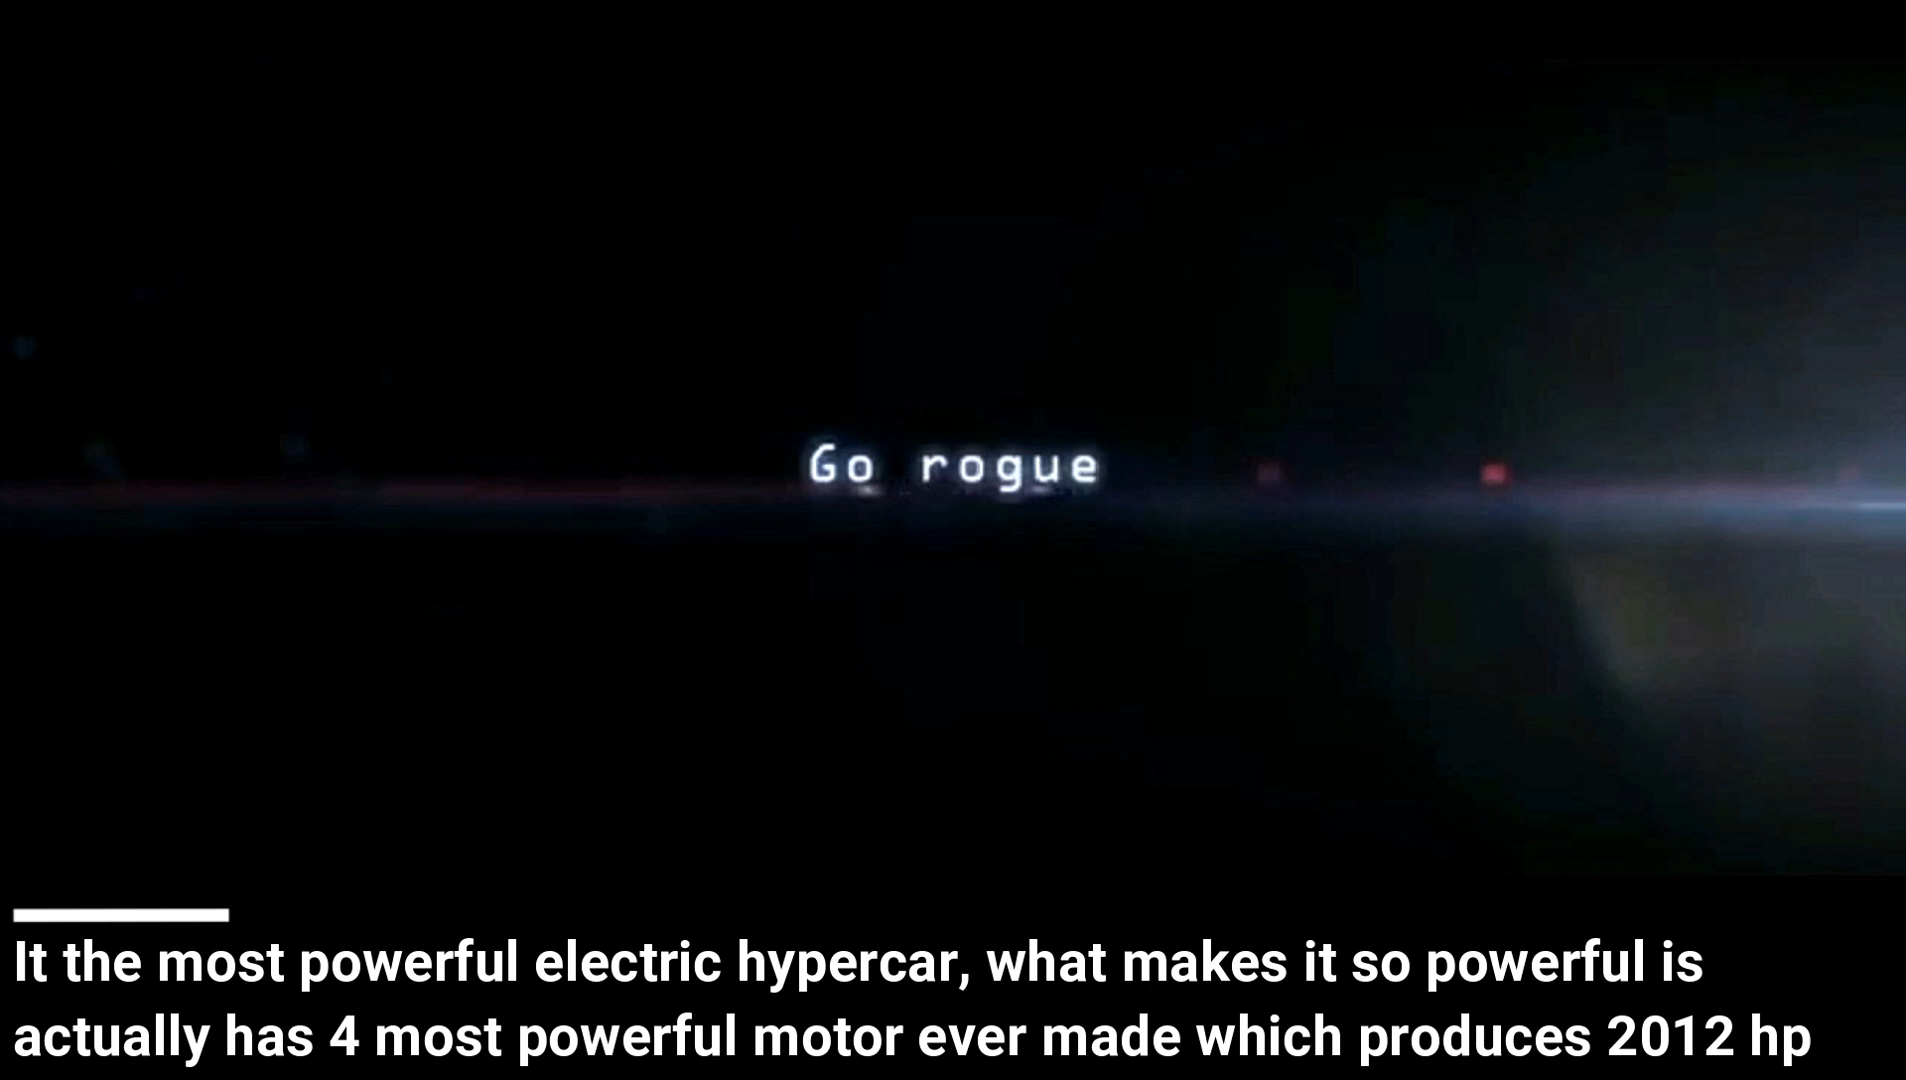 Go rogue
It the most powerful electric hypercar, what makes it so powerful is
actually has 4 most powerful motor ever made which produces 2012 hp